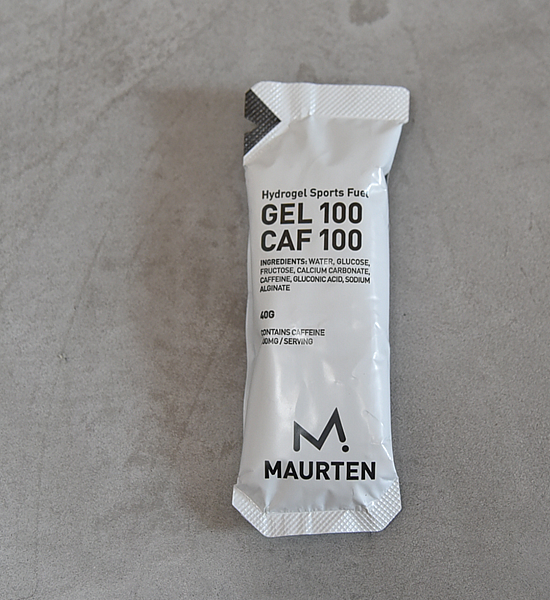 Hydrogel Sports Fuel
GEL 100
CAF 100
INGREDIENTS: WATER, GLUCOSE,
FRUCTOSE, CALCIUM CARBONATE,
CAFFEINE, GLUCONIC ACID, SODIUM
ALGINATE
40G
CONTAINS CAFFEINE
/ SERVING
MAURTEN